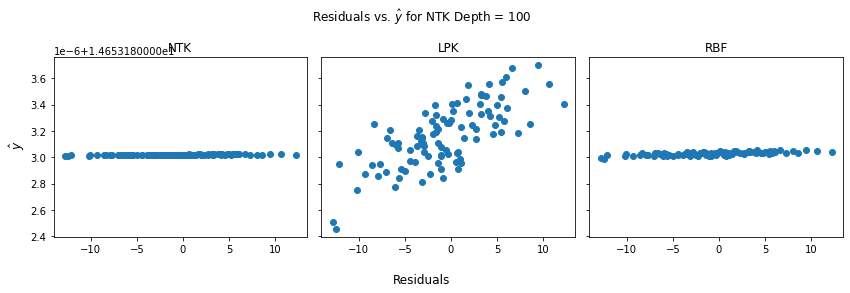 Residuals vs. ŷ for NTK Depth = 100
1e−6+1.4653180000e1
NTK
LPK
RBF
3.6
3.4
3.2
3.0
2.8
2.6
2.4
ŷ
−10 −5 0 5 10
−10 −5 0 5 10
−10 −5 0 5 10
Residuals